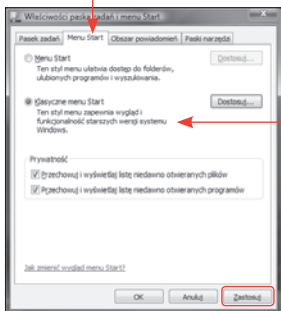 Właściwości paska zadań i menu Start
Pasek zadań Menu Start Obszar powiadomień Paski narzędzi
Menu Start Dostosuj...
Ten styl menu ułatwia dostęp do folderów,
ulubionych programów i wyszukiwania.
Klasyczne menu Start Dostosuj...
Ten styl menu zapewnia wygląd i
funkcjonalność starszych wersji systemu
Windows.
Prywatność
Przechowuj i wyświetlaj listę niedawno otwieranych plików
Przechowuj i wyświetlaj listę niedawno otwieranych programów
Jak zmienić wygląd menu Start?
OK Anuluj Zastosuj